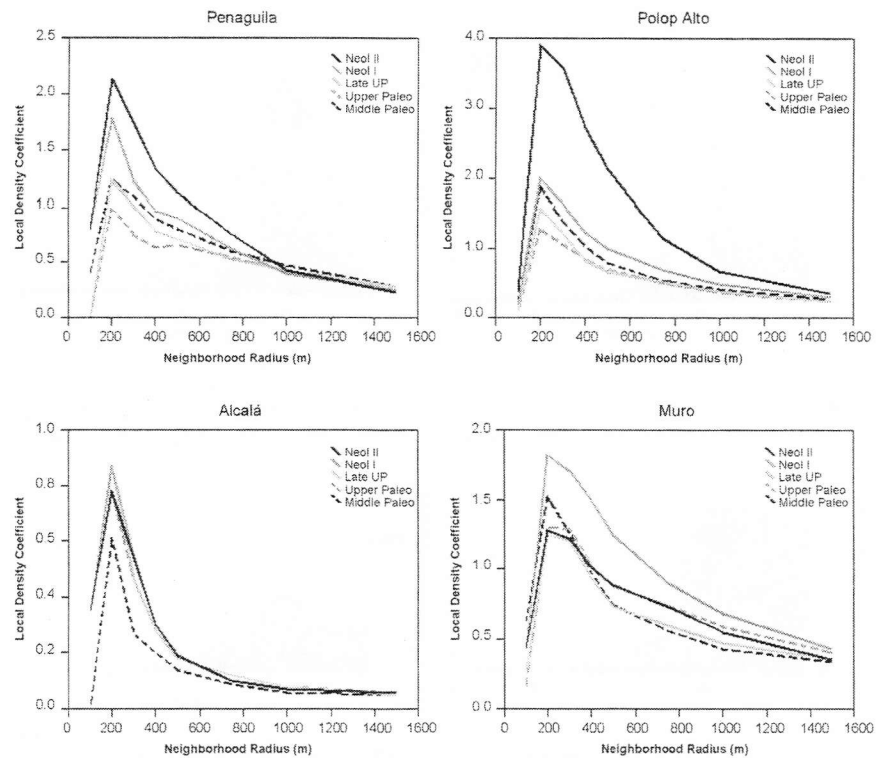 Penaguila
2.5
2.0
1.5
1.0
0.5
0.0
Local Density Coefficient
0 200 400 600 800 1000 1200 1400 1600
Neighborhood Radius (m)
Neol II
Neol I
Late UP
Upper Paleo
Middle Paleo
Polop Alto
4.0
3.0
2.0
1.0
0.0
Local Density Coefficient
0 200 400 600 800 1000 1200 1400 1600
Neighborhood Radius (m)
Neol II
Neol I
Late UP
Upper Paleo
Middle Paleo
Alcalá
1.0
0.8
0.6
0.4
0.2
0.0
Local Density Coefficient
0 200 400 600 800 1000 1200 1400 1600
Neighborhood Radius (m)
Neol II
Neol I
Late UP
Upper Paleo
Middle Paleo
Muro
2.0
1.5
1.0
0.5
0.0
Local Density Coefficient
0 200 400 600 800 1000 1200 1400 1600
Neighborhood Radius (m)
Neol II
Neol I
Late UP
Upper Paleo
Middle Paleo